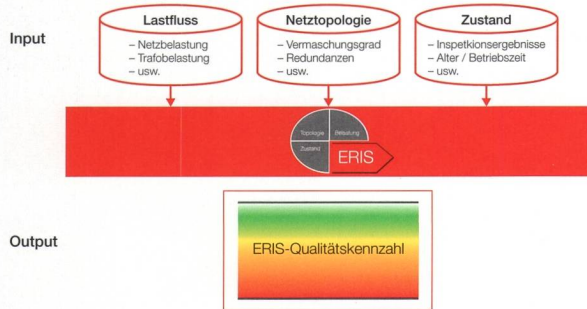 Input
Lastfluss
– Netzbelastung
– Trafobelastung
– usw.
Netztopologie
– Vermaschungsgrad
– Redundanzen
– usw.
Zustand
– Inspetkionsergebnisse
– Alter / Betriebszeit
– usw.
Topologie
Belastung
Zustand
ERIS
Output
ERIS-Qualitätskennzahl